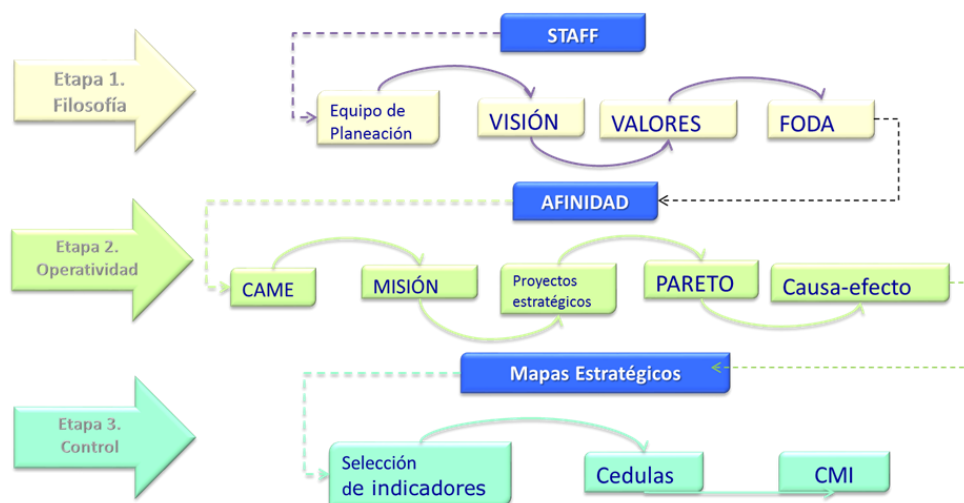 STAFF
Etapa 1.
Filosofía
Equipo de
Planeación
VISIÓN
VALORES
FODA
AFINIDAD
Etapa 2.
Operatividad
CAME
MISIÓN
Proyectos
estratégicos
PARETO
Causa-efecto
Mapas Estratégicos
Etapa 3.
Control
Selección
de indicadores
Cedulas
CMI